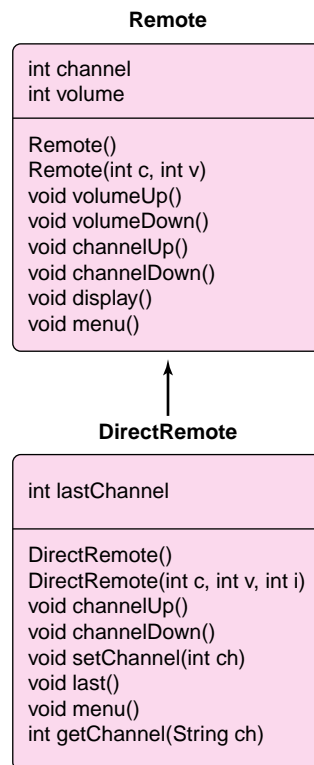 Remote
int channel
int volume
Remote()
Remote(int c, int v)
void volumeUp()
void volumeDown()
void channelUp()
void channelDown()
void display()
void menu()
DirectRemote
int lastChannel
DirectRemote()
DirectRemote(int c, int v, int i)
void channelUp()
void channelDown()
void setChannel(int ch)
void last()
void menu()
int getChannel(String ch)